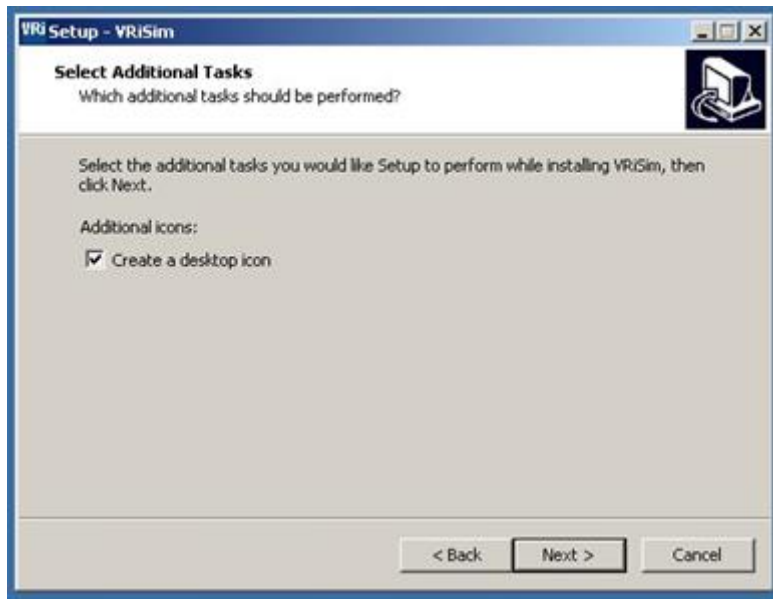 VRi Setup - VRiSim
Select Additional Tasks
Which additional tasks should be performed?
Select the additional tasks you would like Setup to perform while installing VRiSim, then
click Next.
Additional icons:
Create a desktop icon
< Back Next > Cancel